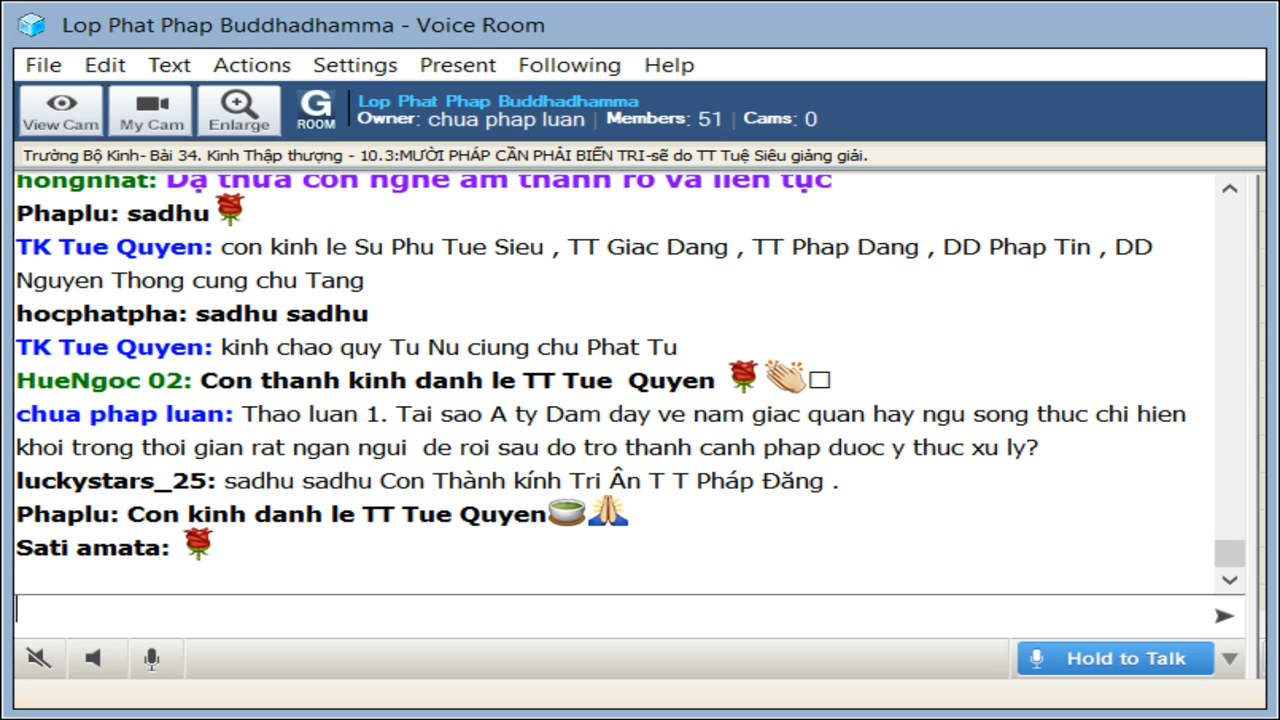 Lop Phat Phap Buddhadhamma - Voice Room
File Edit Text Actions Settings Present Following Help
View Cam My Cam Enlarge G ROOM
Lop Phat Phap Buddhadhamma
Owner: chua phap luan | Members: 51 | Cams: 0
Trường Bộ Kinh- Bài 34. Kinh Thập thượng - 10.3:MƯỜI PHÁP CẦN PHẢI BIẾN TRI-sẽ do TT Tuệ Siêu giảng giải.
hongnhat: Dạ thưa con nghe âm thanh rõ và liên tục
Phaplu: sadhu
TK Tue Quyen: con kinh le Su Phu Tue Sieu , TT Giac Dang , TT Phap Dang , DD Phap Tin , DD
Nguyen Thong cung chu Tang
hocphatpha: sadhu sadhu
TK Tue Quyen: kinh chao quy Tu Nu ciung chu Phat Tu
HueNgoc 02: Con thanh kinh danh le TT Tue Quyen
chua phap luan: Thao luan 1. Tai sao A ty Dam day ve nam giac quan hay ngu song thuc chi hien
khoi trong thoi gian rat ngan ngui de roi sau do tro thanh canh phap duoc y thuc xu ly?
luckystars_25: sadhu sadhu Con Thành kính Tri Ân T T Pháp Đăng .
Phaplu: Con kinh danh le TT Tue Quyen
Sati amata:
Hold to Talk